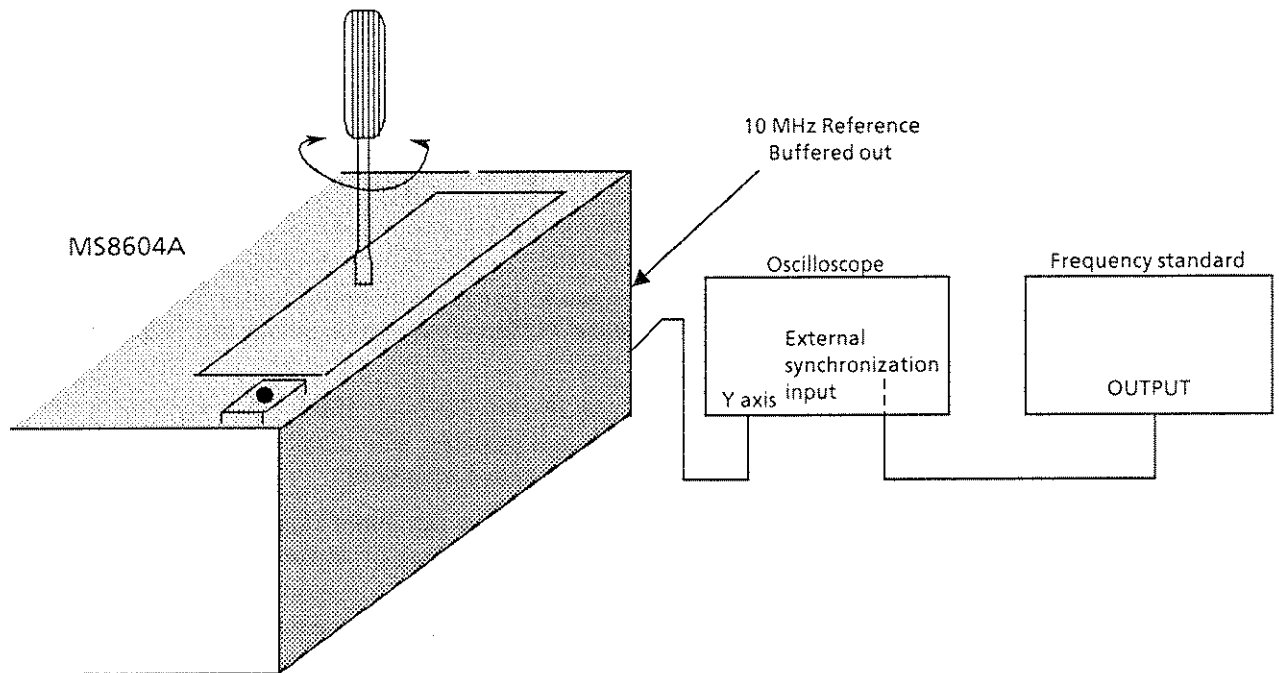 10 MHz Reference
Buffered out
MS8604A
Oscilloscope
Frequency standard
External
synchronization
input
Y axis
OUTPUT